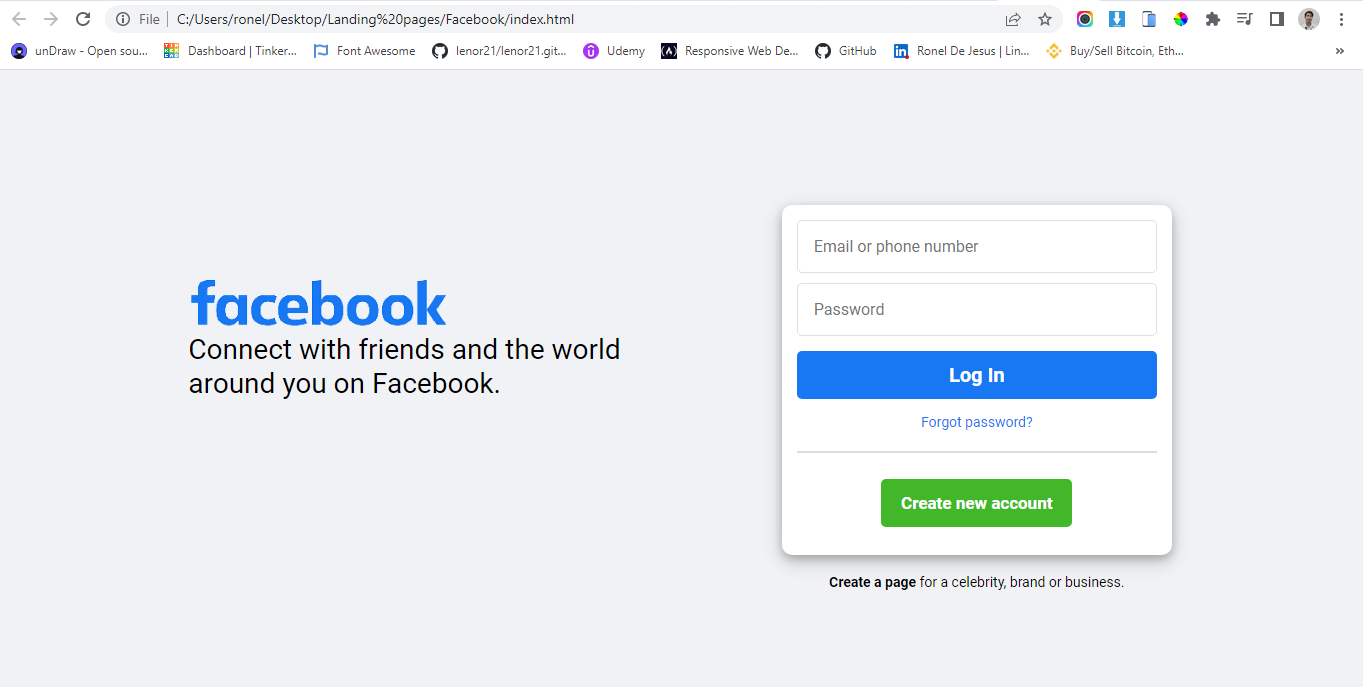 File
C:/Users/ronel/Desktop/Landing%20pages/Facebook/index.html
unDraw - Open sou...
Dashboard | Tinker...
Font Awesome
lenor21/lenor21.git...
Udemy
Responsive Web De...
GitHub
Ronel De Jesus | Lin...
Buy/Sell Bitcoin, Eth...
»
facebook
Connect with friends and the world
around you on Facebook.
Email or phone number
Password
Log In
Forgot password?
Create new account
Create a page for a celebrity, brand or business.